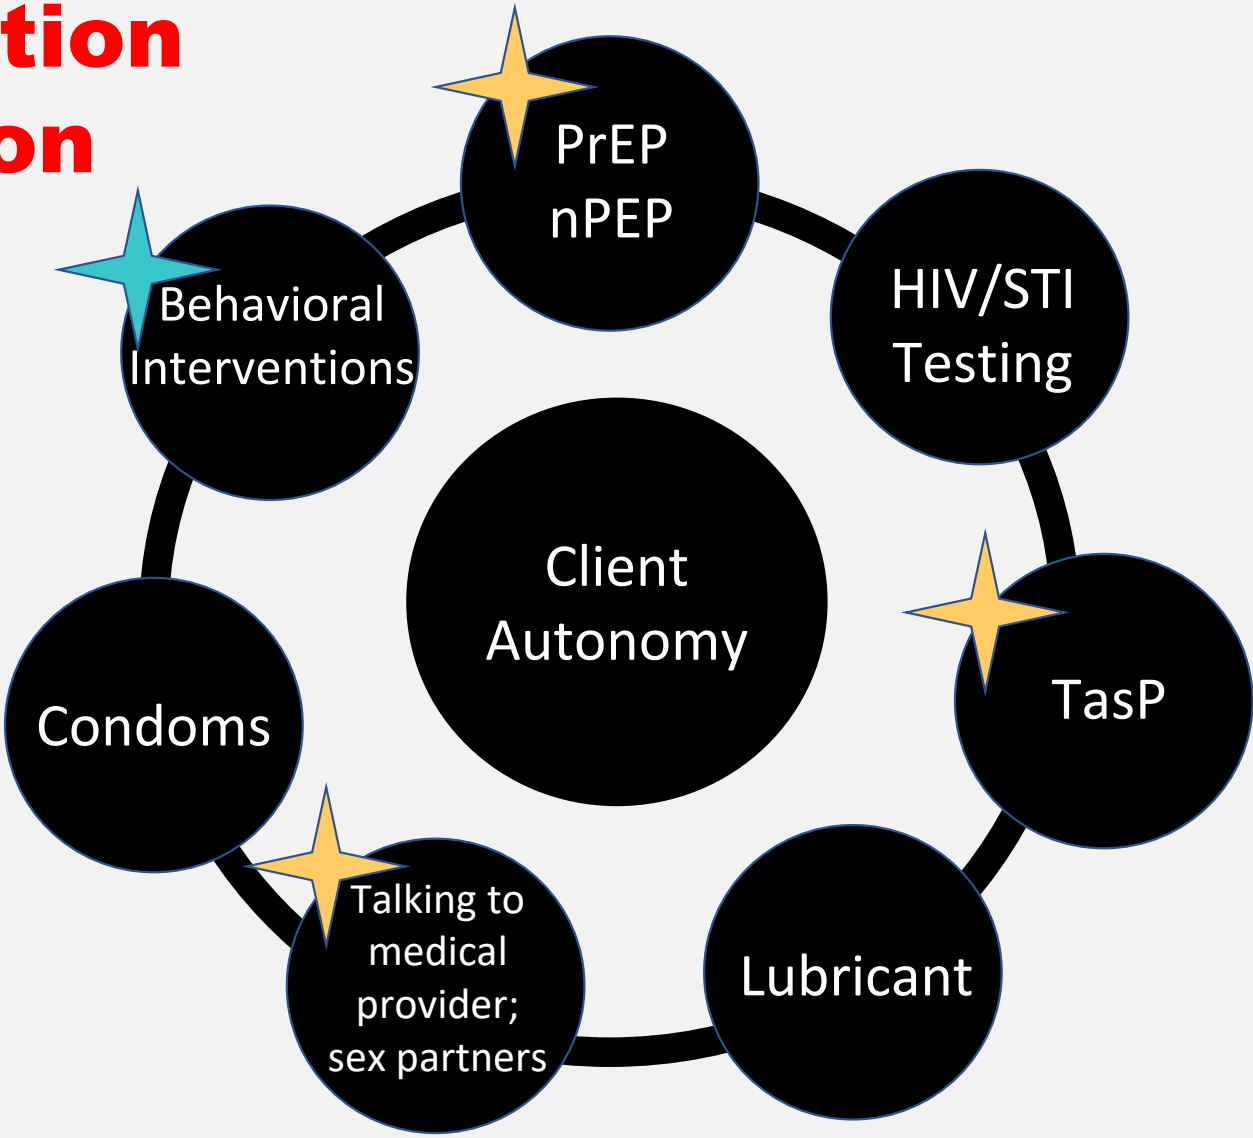 tion
on
PrEP
nPEP
HIV/STI
Testing
Behavioral
Interventions
Client
Autonomy
TasP
Condoms
Talking to
medical
provider;
sex partners
Lubricant